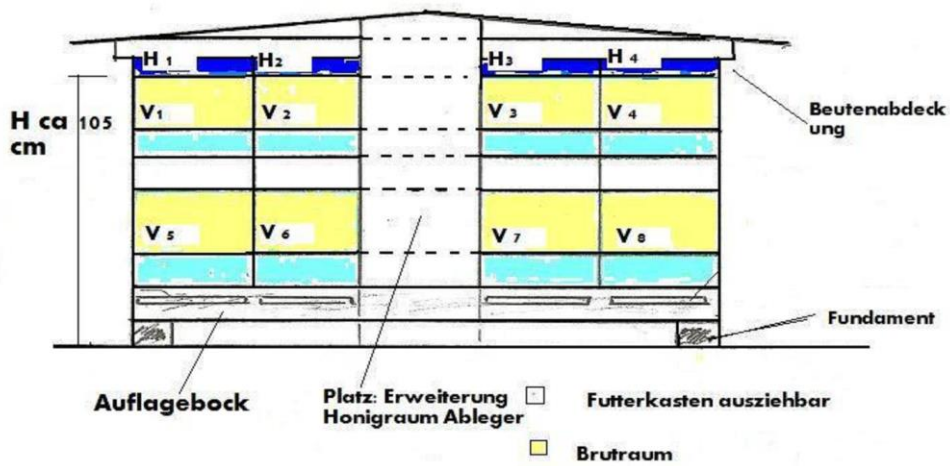 H 1
H2
H3
H 4
V1
V 2
V 3
V 4
H ca 105
cm
Beutenabdeck
ung
V 5
V 6
V 7
V 8
Fundament
Auflagebock
Platz: Erweiterung
Honigraum Ableger
Futterkasten ausziehbar
Brutraum